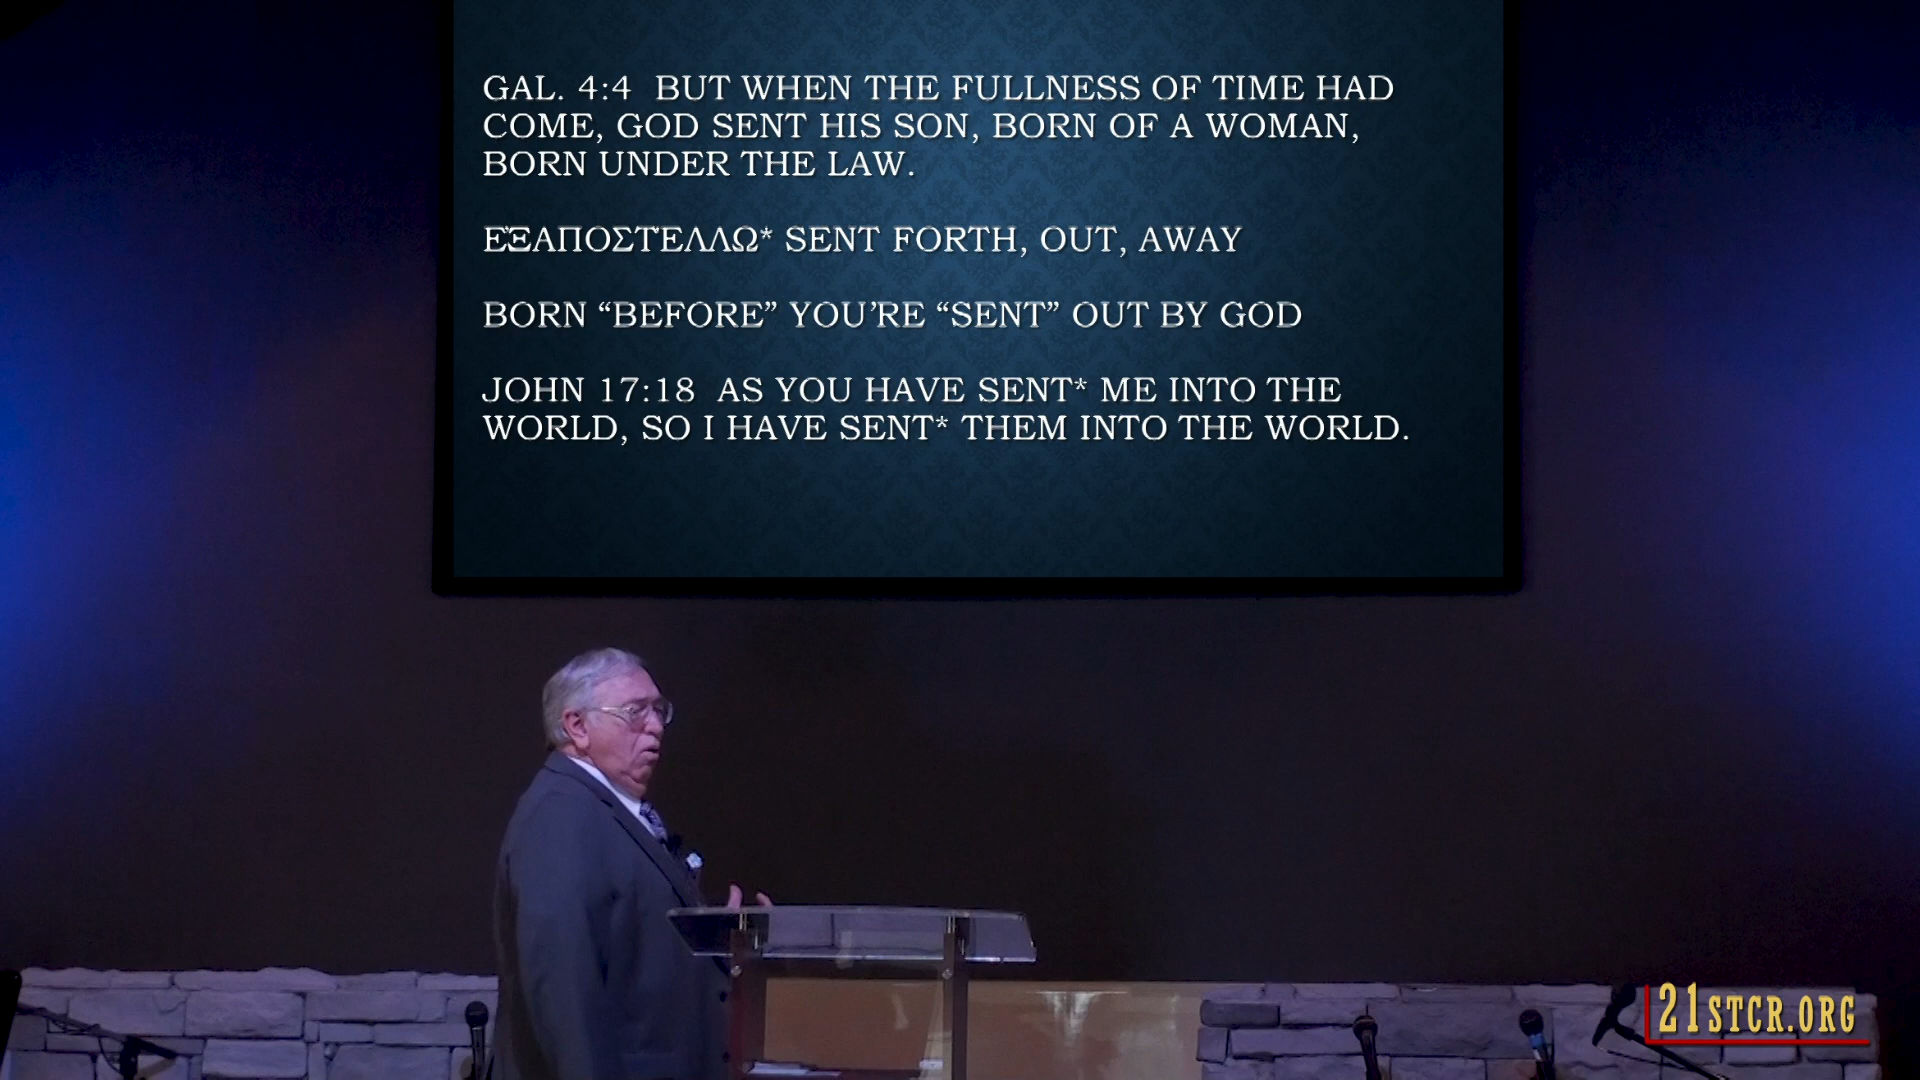 GAL. 4:4 BUT WHEN THE FULLNESS OF TIME HAD
COME, GOD SENT HIS SON, BORN OF A WOMAN,
BORN UNDER THE LAW.
ἘΞΑΠΟΣΤΈΛΛΩ* SENT FORTH, OUT, AWAY
BORN “BEFORE” YOU’RE “SENT” OUT BY GOD
JOHN 17:18 AS YOU HAVE SENT* ME INTO THE
WORLD, SO I HAVE SENT* THEM INTO THE WORLD.
21STCR.ORG